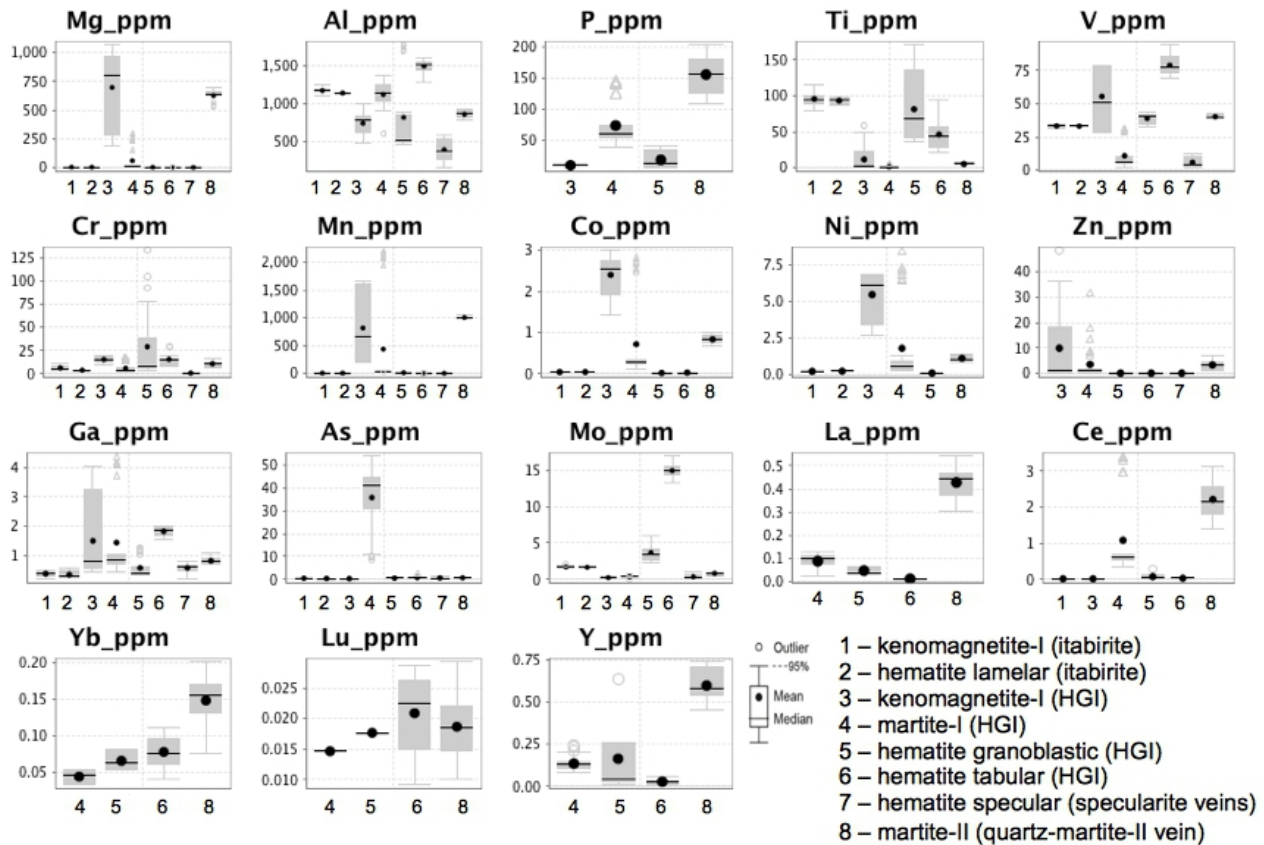 Mg_ppm
1,000
750
500
250
0
1 2 3 4 5 6 7 8
Al_ppm
1,500
1,000
500
1 2 3 4 5 6 7 8
P_ppm
200
150
100
50
3 4 5 8
Ti_ppm
150
100
50
0
1 2 3 4 5 6 8
V_ppm
75
50
25
0
1 2 3 4 5 6 7 8
Cr_ppm
125
100
75
50
25
0
1 2 3 4 5 6 7 8
Mn_ppm
2,000
1,500
1,000
500
0
1 2 3 4 5 6 7 8
Co_ppm
3
2
1
0
1 2 3 4 5 6 8
Ni_ppm
7.5
5.0
2.5
0.0
1 2 3 4 5 8
Zn_ppm
40
30
20
10
0
3 4 5 6 7 8
Ga_ppm
4
3
2
1
1 2 3 4 5 6 7 8
As_ppm
50
40
30
20
10
0
1 2 3 4 5 6 7 8
Mo_ppm
15
10
5
0
1 2 3 4 5 6 7 8
La_ppm
0.5
0.4
0.3
0.2
0.1
0.0
4 5 6 8
Ce_ppm
3
2
1
0
1 3 4 5 6 8
Yb_ppm
0.20
0.15
0.10
0.05
4 5 6 8
Lu_ppm
0.025
0.020
0.015
0.010
4 5 6 8
Y_ppm
0.75
0.50
0.25
0.00
4 5 6 8
Outlier
95%
Mean
Median
1 – kenomagnetite-I (itabirite)
2 – hematite lamelar (itabirite)
3 – kenomagnetite-I (HGI)
4 – martite-I (HGI)
5 – hematite granoblastic (HGI)
6 – hematite tabular (HGI)
7 – hematite specular (specularite veins)
8 – martite-II (quartz-martite-II vein)